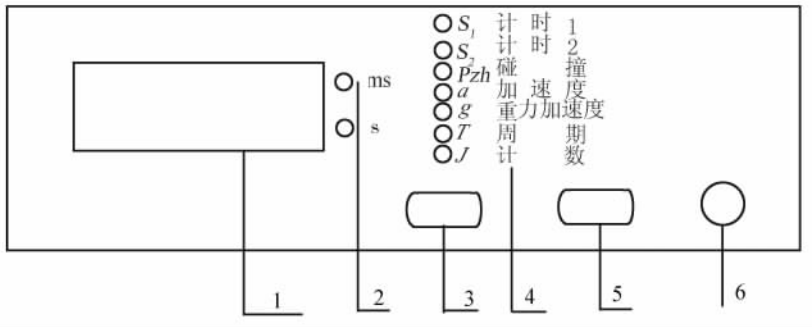 S1 计时 1
S2 计时 2
Pzh 碰撞
a 加速度
g 重力加速度
T 周期
J 计数
ms
s
1 2 3 4 5 6